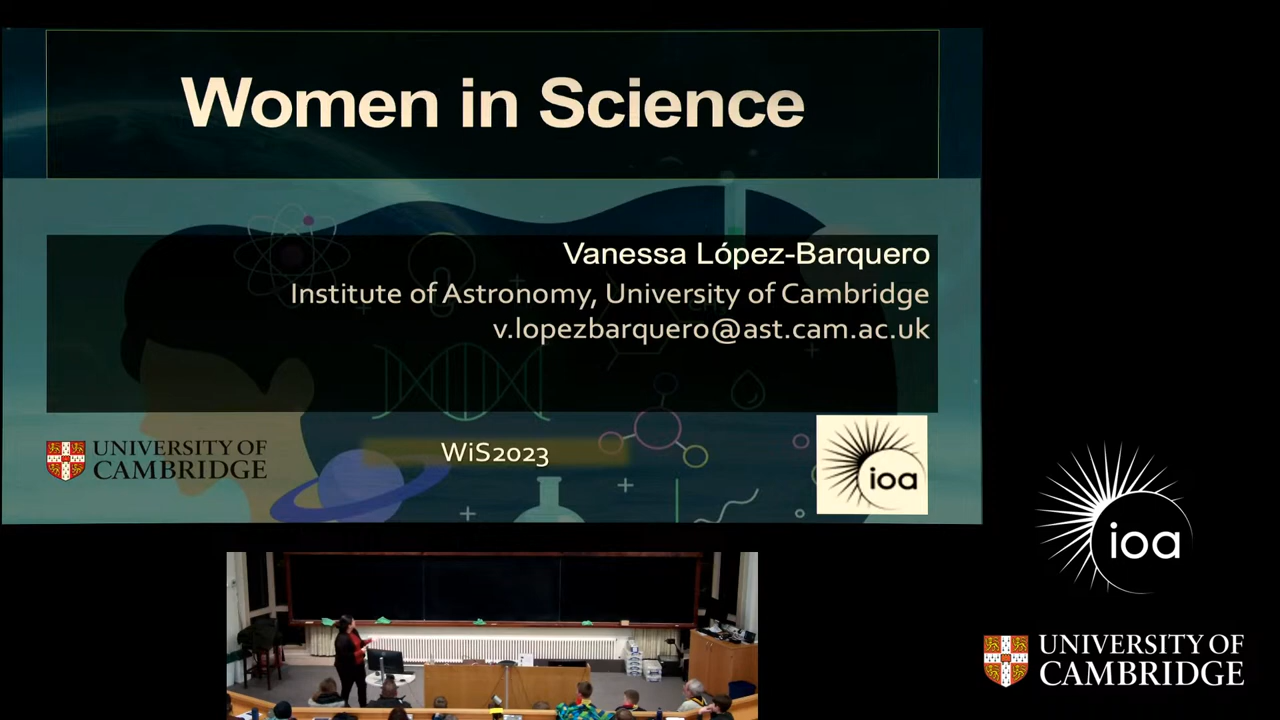 Women in Science
Vanessa López-Barquero
Institute of Astronomy, University of Cambridge
v.lopezbarquero@ast.cam.ac.uk
UNIVERSITY OF
CAMBRIDGE
WiS2023
ioa
ioa
UNIVERSITY OF
CAMBRIDGE